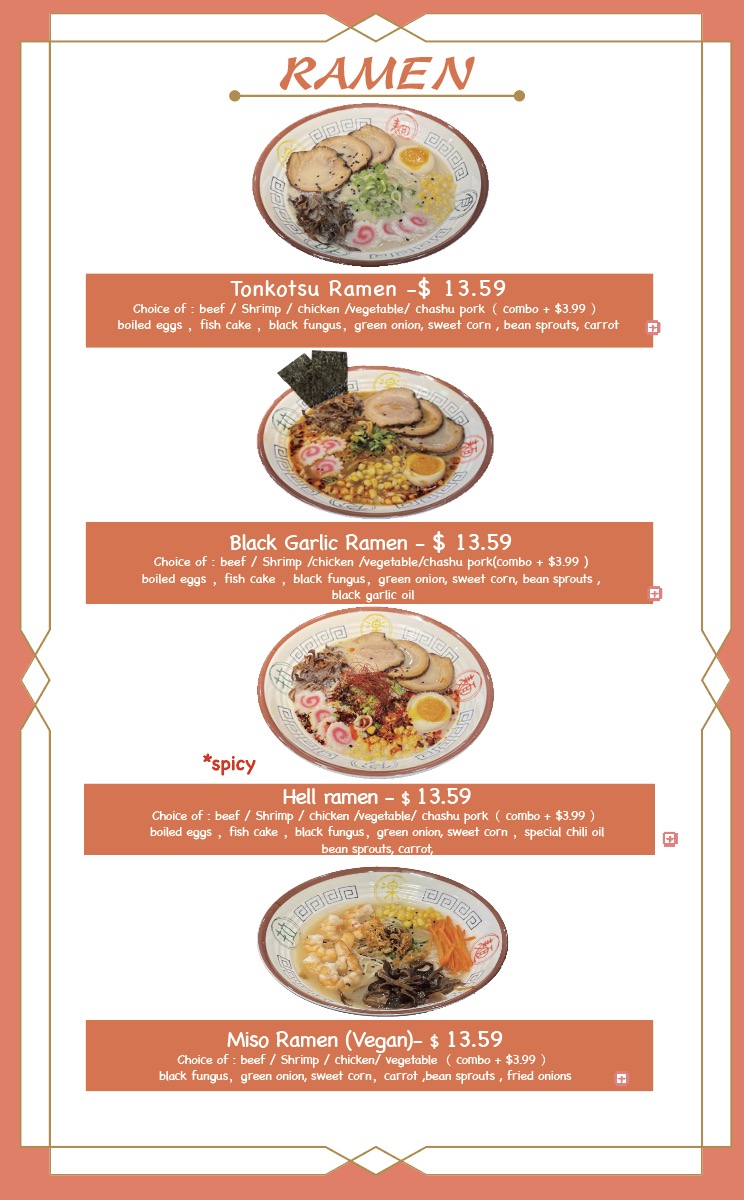 RAMEN
Tonkotsu Ramen -$ 13.59
Choice of : beef / Shrimp / chicken /vegetable/ chashu pork ( combo + $3.99 )
boiled eggs , fish cake , black fungus, green onion, sweet corn , bean sprouts, carrot
Black Garlic Ramen - $ 13.59
Choice of : beef / Shrimp /chicken /vegetable/chashu pork(combo + $3.99 )
boiled eggs , fish cake , black fungus, green onion, sweet corn, bean sprouts ,
black garlic oil
*spicy
Hell ramen - $ 13.59
Choice of : beef / Shrimp / chicken /vegetable/ chashu pork ( combo + $3.99 )
boiled eggs , fish cake , black fungus, green onion, sweet corn , special chili oil
bean sprouts, carrot,
Miso Ramen (Vegan)- $ 13.59
Choice of : beef / Shrimp / chicken/ vegetable ( combo + $3.99 )
black fungus, green onion, sweet corn, carrot ,bean sprouts , fried onions